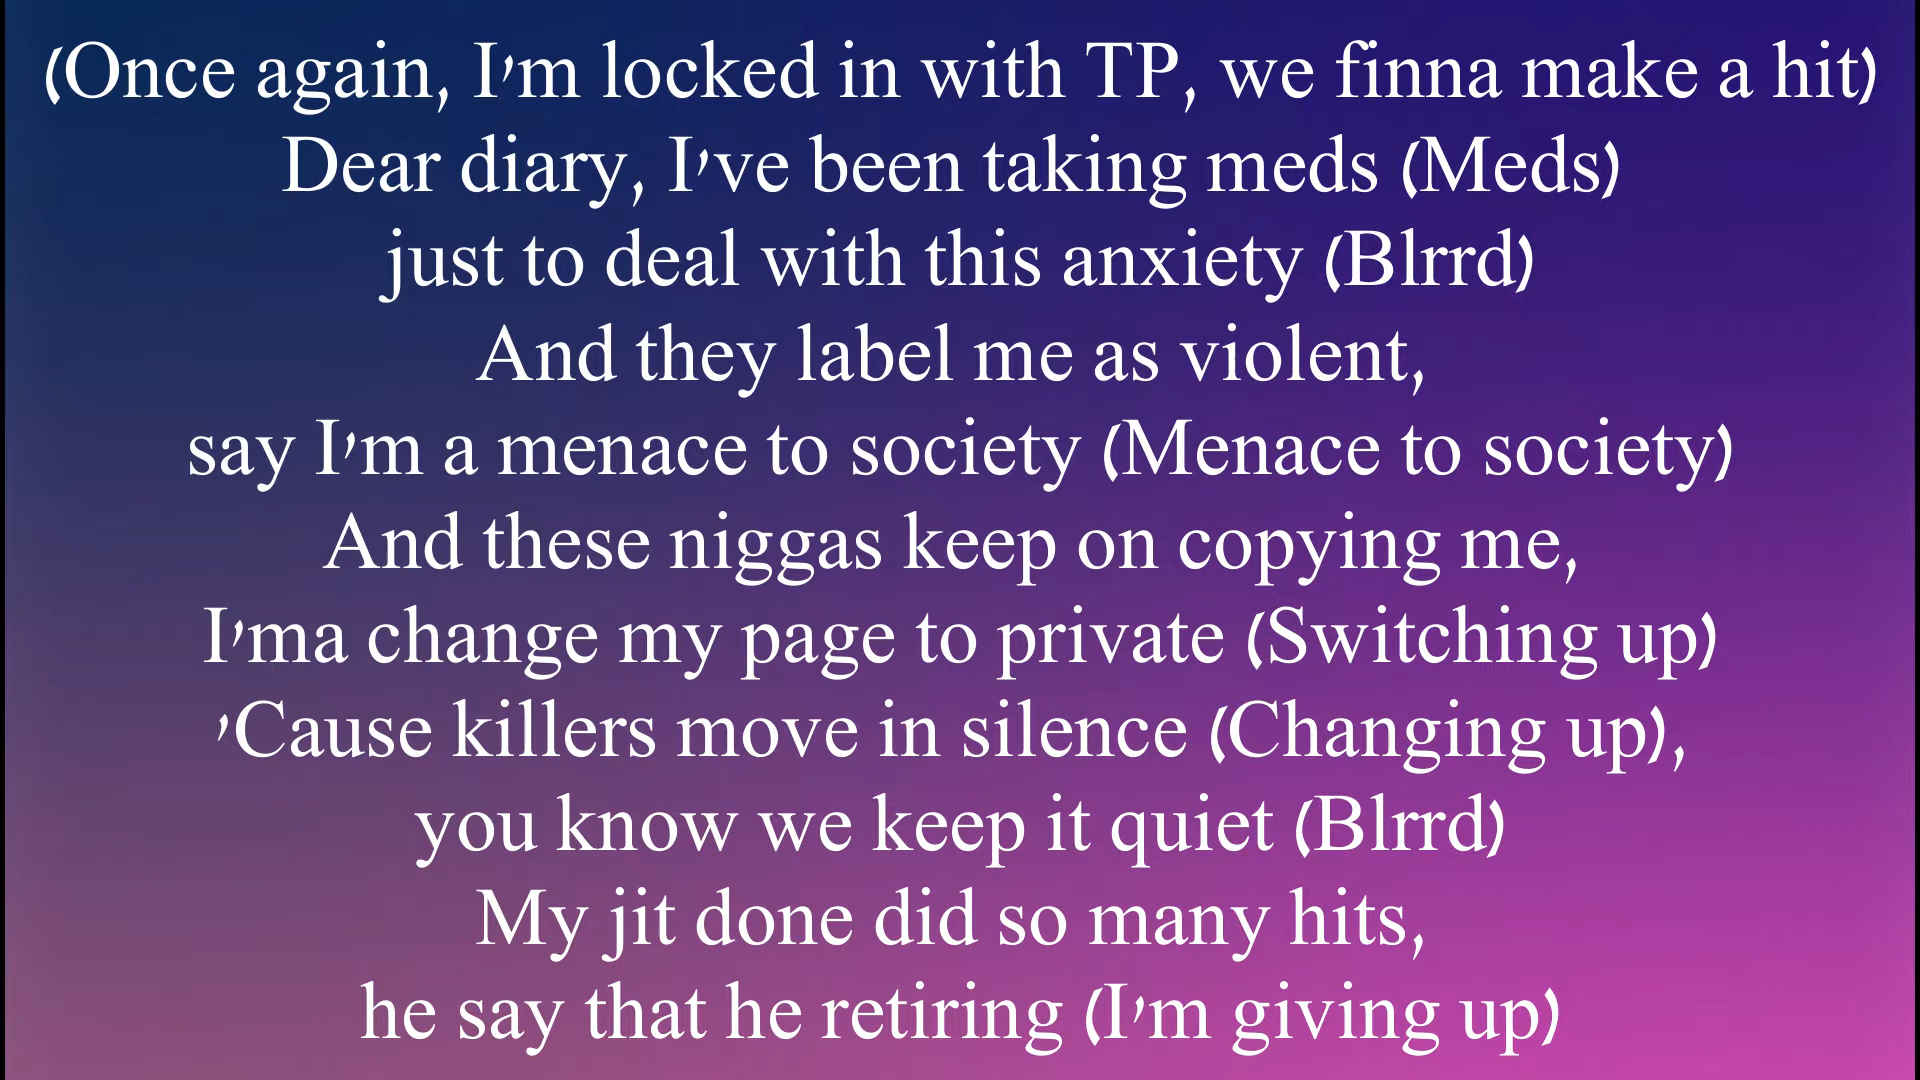 (Once again, I'm locked in with TP, we finna make a hit)
Dear diary, I've been taking meds (Meds)
just to deal with this anxiety (Blrrd)
And they label me as violent,
say I'm a menace to society (Menace to society)
And these niggas keep on copying me,
I'ma change my page to private (Switching up)
'Cause killers move in silence (Changing up),
you know we keep it quiet (Blrrd)
My jit done did so many hits,
he say that he retiring (I'm giving up)